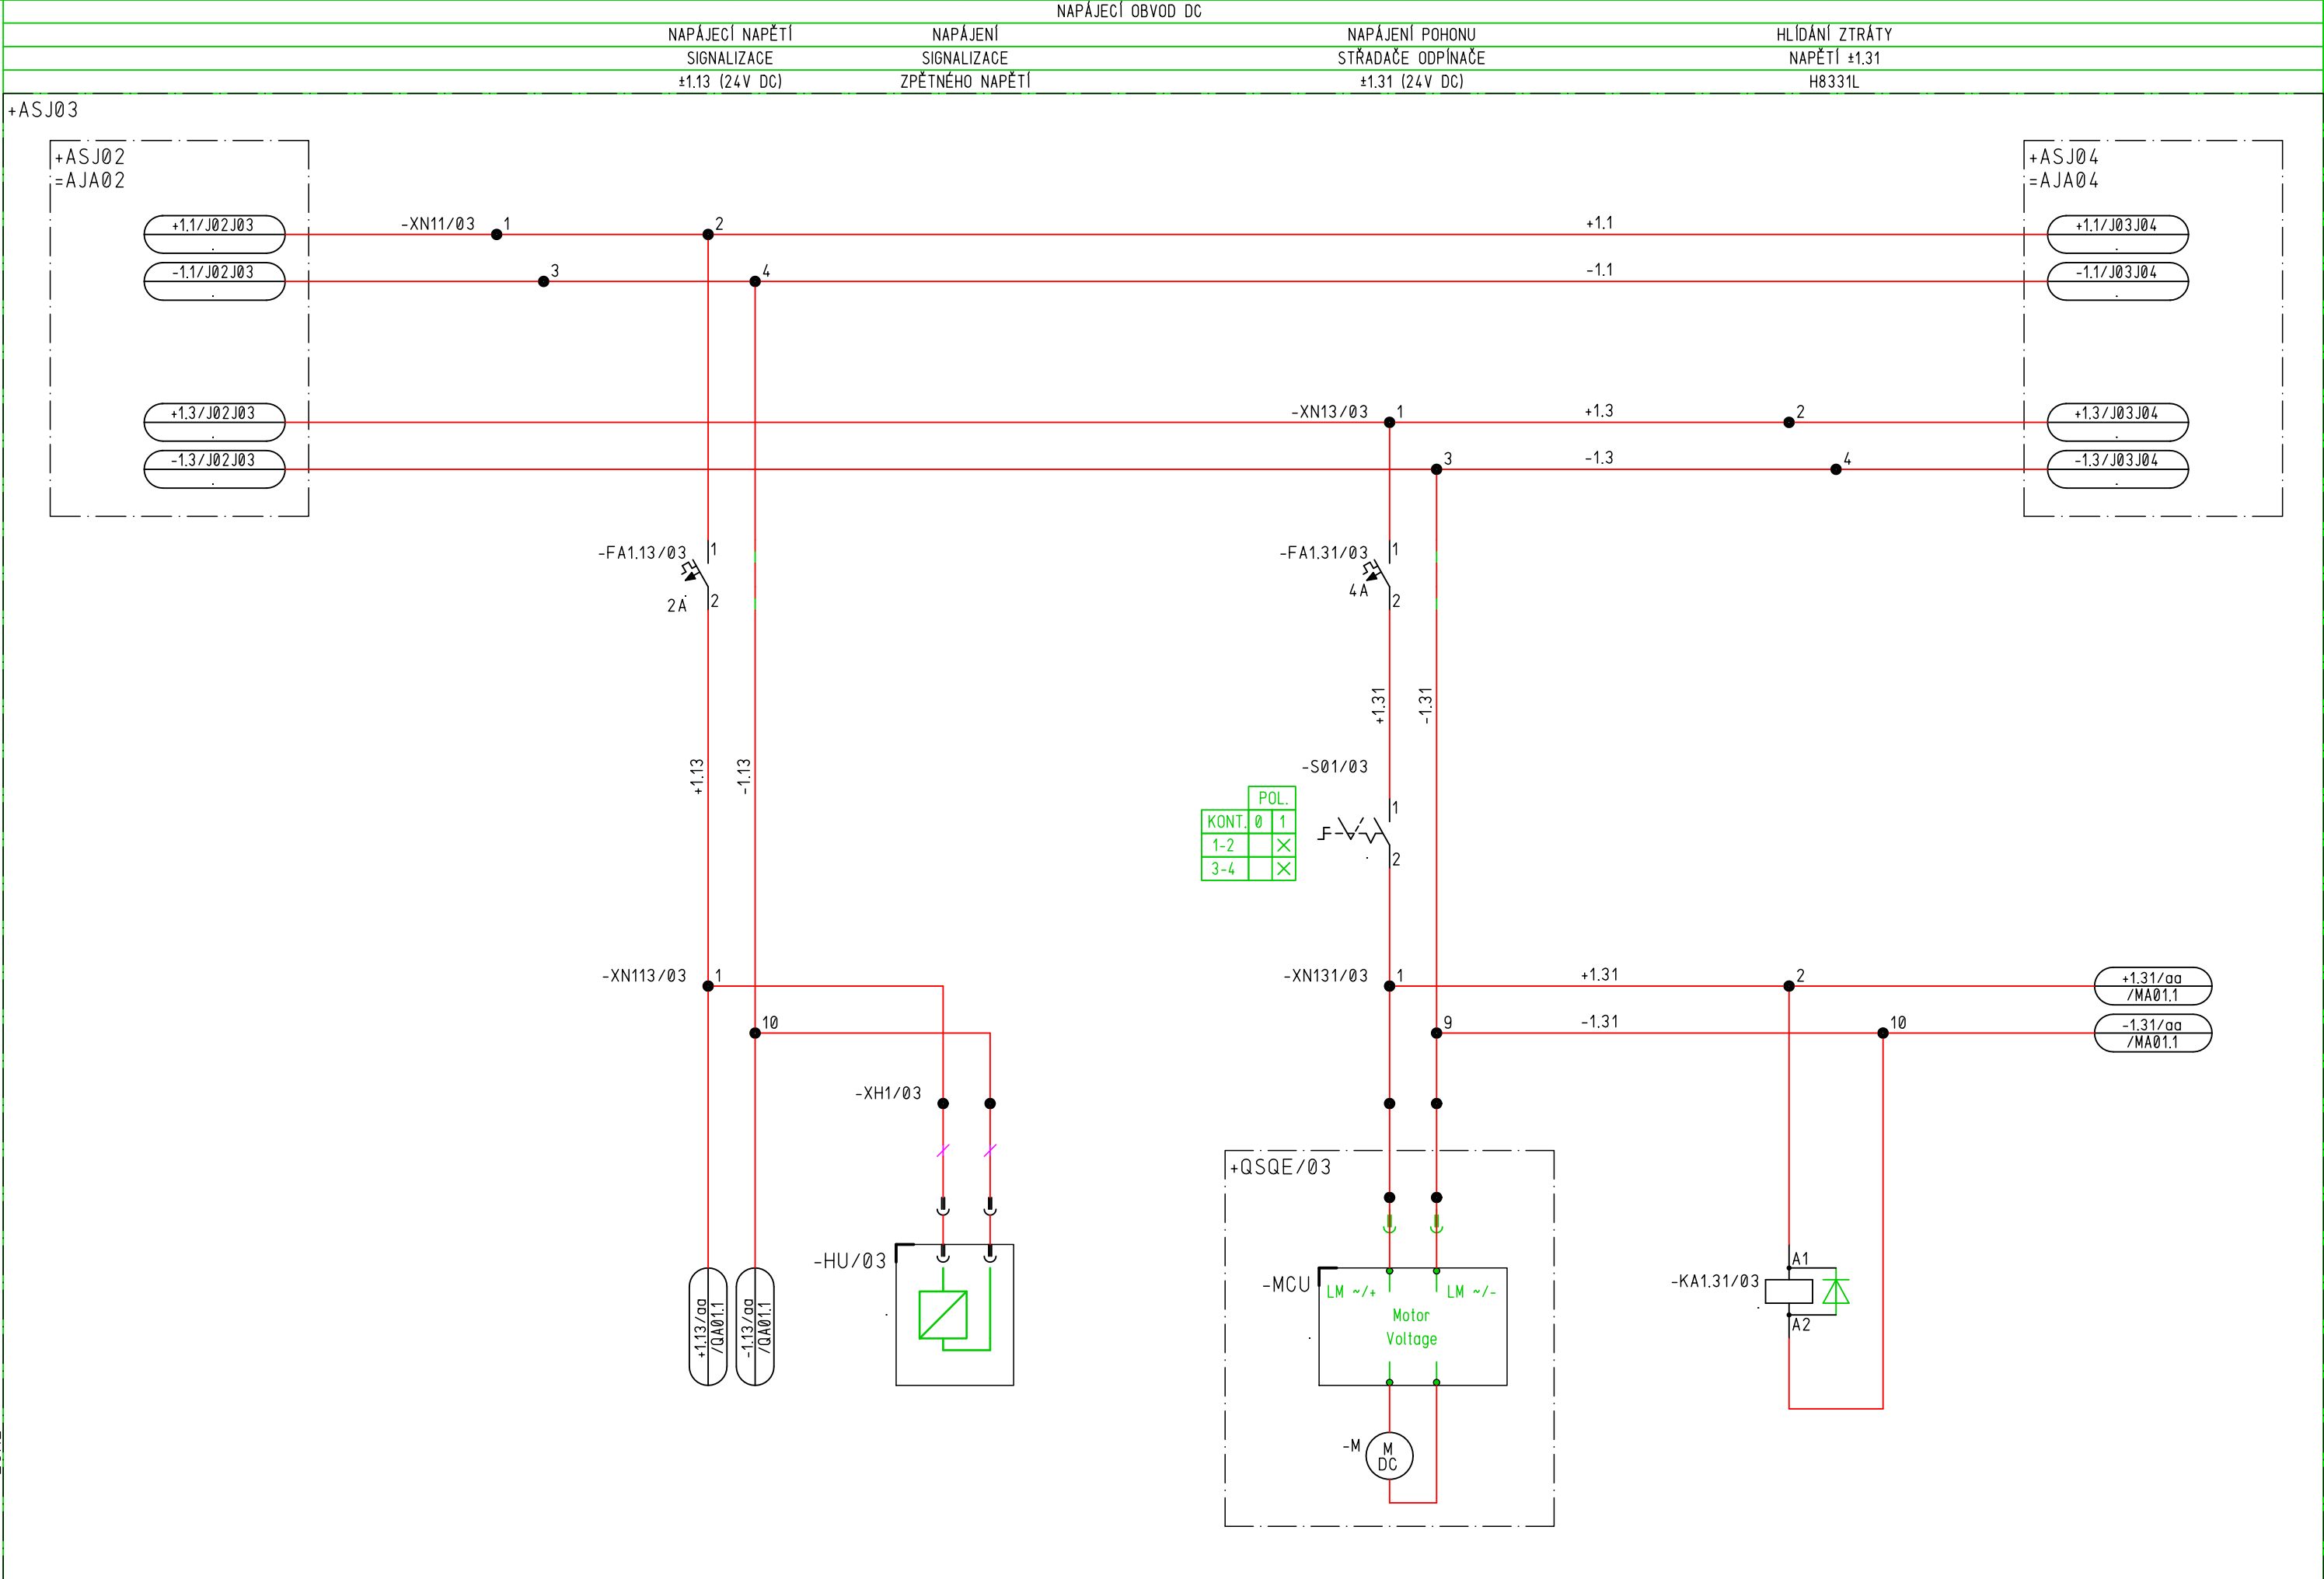 NAPÁJECÍ OBVOD DC
NAPÁJECÍ NAPĚTÍ
SIGNALIZACE
±1.13 (24V DC)
NAPÁJENÍ
SIGNALIZACE
ZPĚTNÉHO NAPĚTÍ
NAPÁJENÍ POHONU
STŘADAČE ODPÍNAČE
±1.31 (24V DC)
HLÍDÁNÍ ZTRÁTY
NAPĚTÍ ±1.31
H8331L
+ASJ03
+ASJ02
=AJA02
+ASJ04
=AJA04
+1.1/J02J03
-XN11/03
1
2
+1.1
+1.1/J03J04
-1.1/J02J03
3
4
-1.1
-1.1/J03J04
+1.3/J02J03
-XN13/03
1
+1.3
2
+1.3/J03J04
-1.3/J02J03
3
-1.3
4
-1.3/J03J04
-FA1.13/03
1
2A
2
-FA1.31/03
1
4A
2
+1.31
-1.31
+1.13
-1.13
-S01/03
POL.
KONT. 0 1
1-2
3-4
1
2
-XN113/03
1
10
-XN131/03
1
+1.31
2
+1.31/aa
/MA01.1
9
-1.31
10
-1.31/aa
/MA01.1
-XH1/03
+QSQE/03
-HU/03
+1.13/aa
/QA01.1
-1.13/aa
/QA01.1
-MCU
LM ~/+
LM ~/-
Motor
Voltage
-KA1.31/03
A1
A2
-M
M
DC